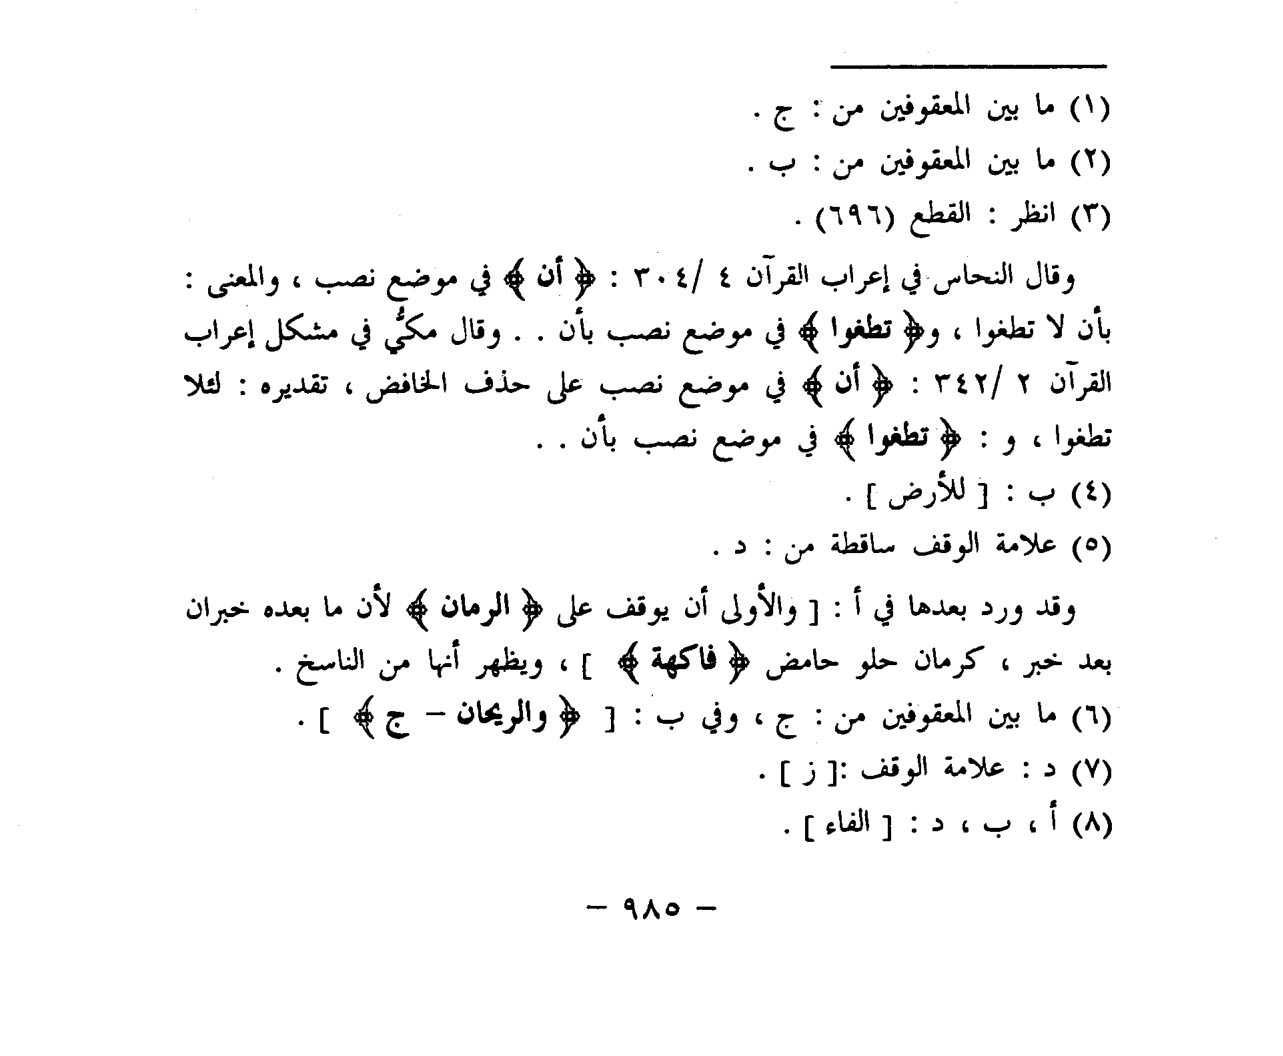 (١) ما بين المعقوفين من : ج .
(٢) ما بين المعقوفين من : ب .
(٣) انظر : القطع (٦٩٦) .
وقال النحاس في إعراب القرآن ٤ /٣٠٤ : ﴿ أن ﴾ في موضع نصب ، والمعنى :
بأن لا تطغوا ، و﴿ تطغوا ﴾ في موضع نصب بأن . . وقال مكيُّ في مشكل إعراب
القرآن ٢ /٣٤٢ : ﴿ أن ﴾ في موضع نصب على حذف الخافض ، تقديره : لئلا
تطغوا ، و : ﴿ تطغوا ﴾ في موضع نصب بأن . .
(٤) ب : [ للأرض ] .
(٥) علامة الوقف ساقطة من : د .
وقد ورد بعدها في أ : [ والأولى أن يوقف على ﴿ الرمان ﴾ لأن ما بعده خبران
بعد خبر ، كرمان حلو حامض ﴿ فاكهة ﴾ ] ، ويظهر أنها من الناسخ .
(٦) ما بين المعقوفين من : ج ، وفي ب : [ ﴿ والريحان – ج ﴾ ] .
(٧) د : علامة الوقف :[ ز ] .
(٨) أ ، ب ، د : [ الفاء ] .
– ٩٨٥ –